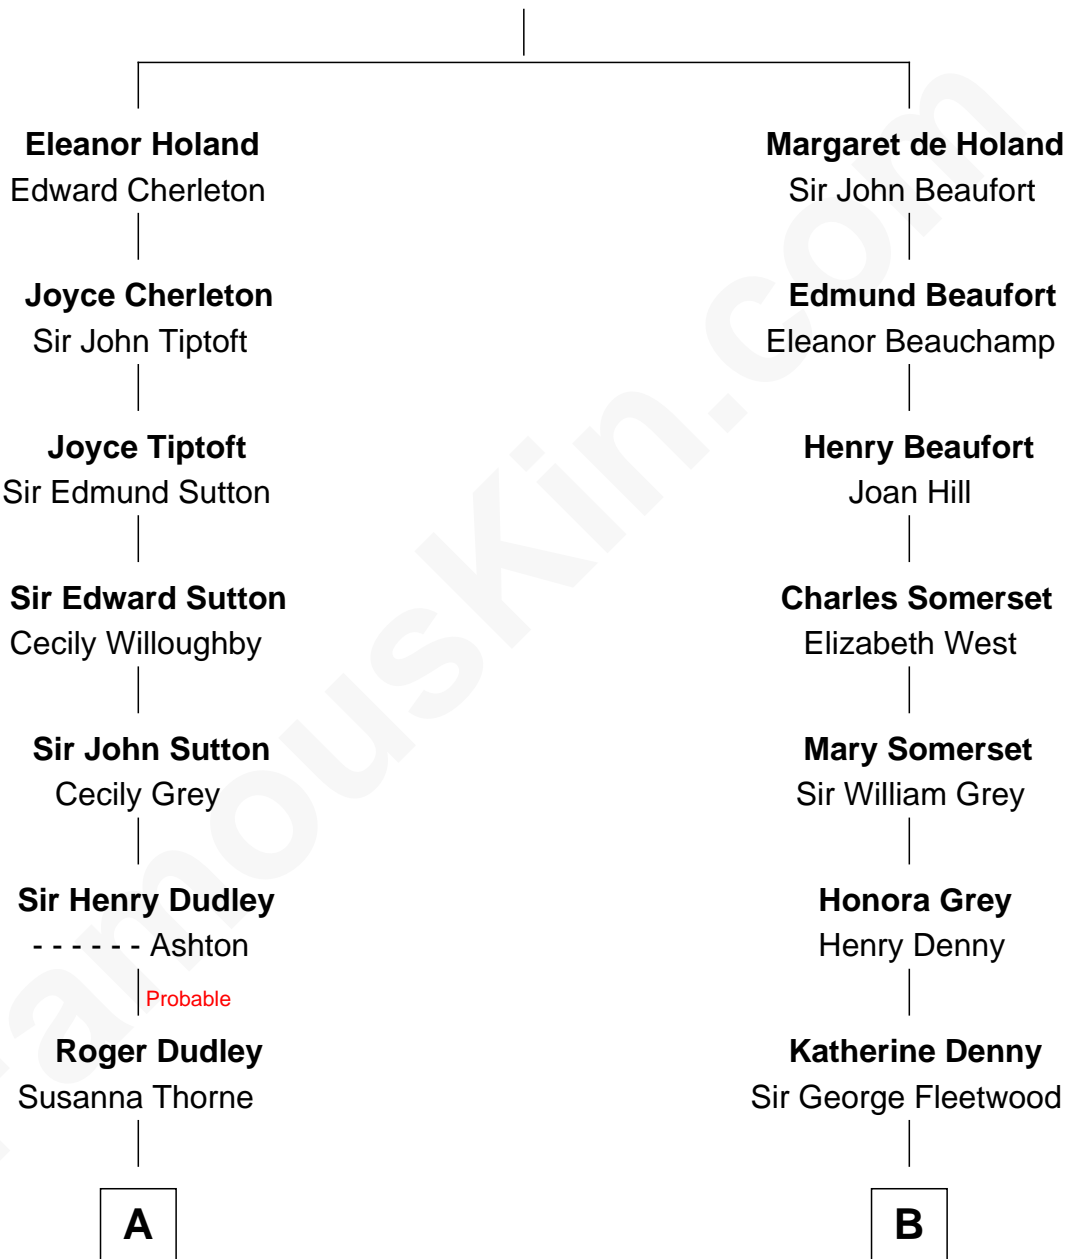 Eleanor Holand
Edward Cherleton
Joyce Cherleton
Sir John Tiptoft
Joyce Tiptoft
Sir Edmund Sutton
Sir Edward Sutton
Cecily Willoughby
Sir John Sutton
Cecily Grey
Sir Henry Dudley
- - - - - - Ashton
Probable
Roger Dudley
Susanna Thorne
A
Margaret de Holand
Sir John Beaufort
Edmund Beaufort
Eleanor Beauchamp
Henry Beaufort
Joan Hill
Charles Somerset
Elizabeth West
Mary Somerset
Sir William Grey
Honora Grey
Henry Denny
Katherine Denny
Sir George Fleetwood
B
FamousKin.com